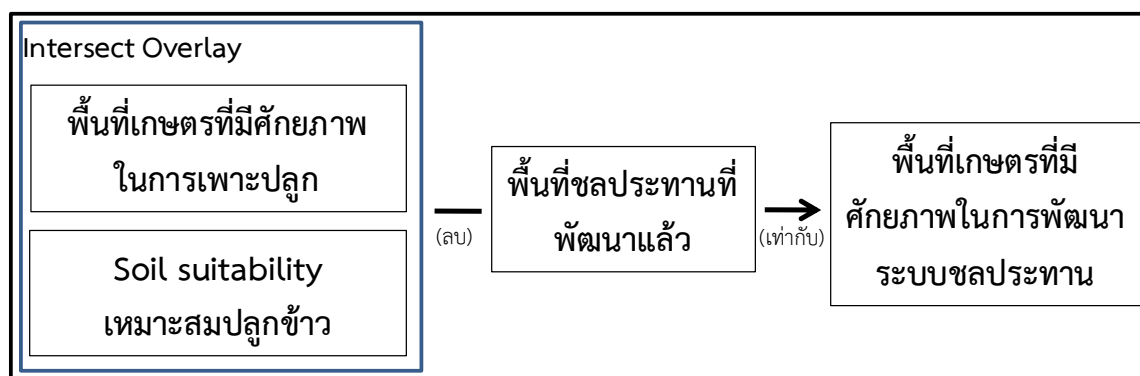 Intersect Overlay
พื้นที่เกษตรที่มีศักยภาพ
ในการเพาะปลูก
Soil suitability
เหมาะสมปลูกข้าว
(ลบ)
พื้นที่ชลประทานที่
พัฒนาแล้ว
(เท่ากับ)
พื้นที่เกษตรที่มี
ศักยภาพในการพัฒนา
ระบบชลประทาน